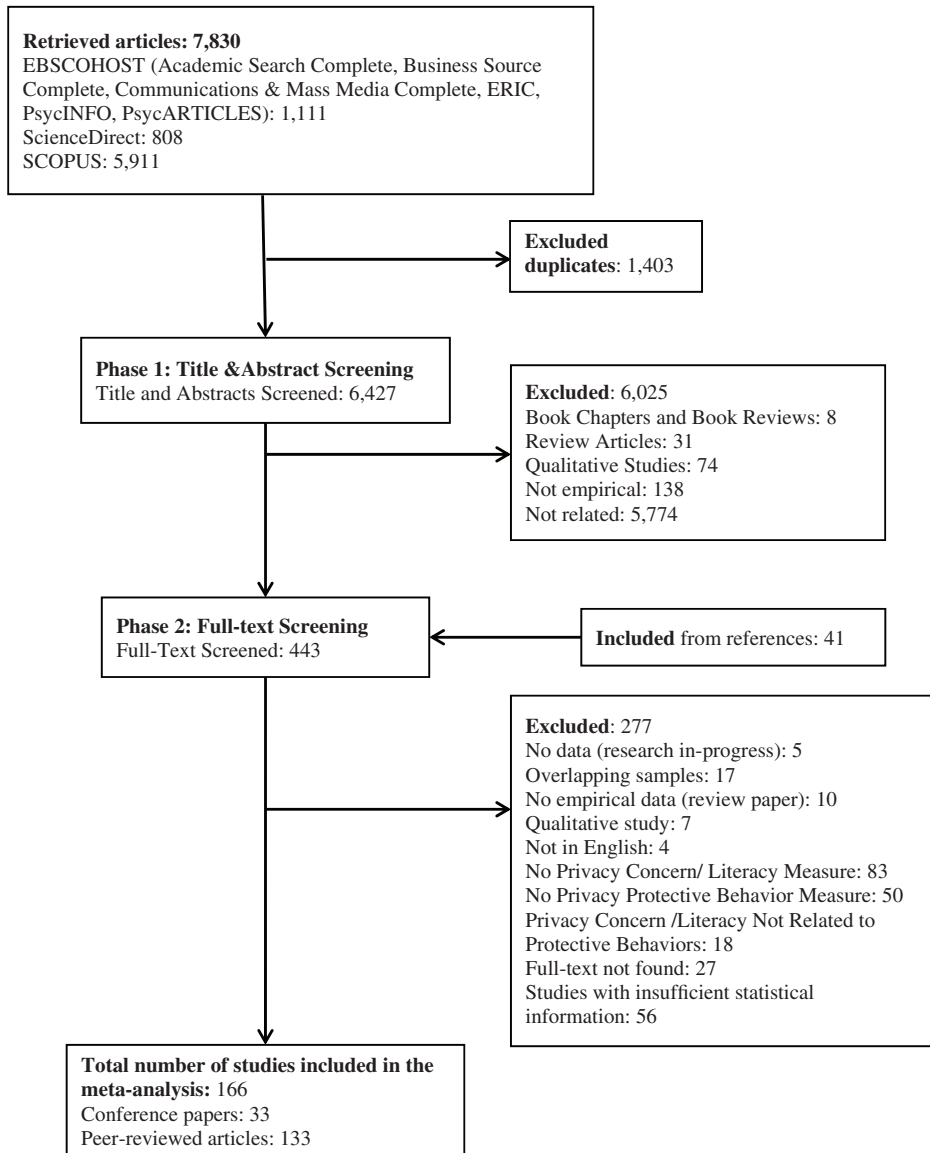 Retrieved articles: 7,830
EBSCOHOST (Academic Search Complete, Business Source
Complete, Communications & Mass Media Complete, ERIC,
PsycINFO, PsycARTICLES): 1,111
ScienceDirect: 808
SCOPUS: 5,911
Excluded
duplicates: 1,403
Phase 1: Title &Abstract Screening
Title and Abstracts Screened: 6,427
Excluded: 6,025
Book Chapters and Book Reviews: 8
Review Articles: 31
Qualitative Studies: 74
Not empirical: 138
Not related: 5,774
Phase 2: Full-text Screening
Full-Text Screened: 443
Included from references: 41
Excluded: 277
No data (research in-progress): 5
Overlapping samples: 17
No empirical data (review paper): 10
Qualitative study: 7
Not in English: 4
No Privacy Concern/ Literacy Measure: 83
No Privacy Protective Behavior Measure: 50
Privacy Concern /Literacy Not Related to
Protective Behaviors: 18
Full-text not found: 27
Studies with insufficient statistical
information: 56
Total number of studies included in the
meta-analysis: 166
Conference papers: 33
Peer-reviewed articles: 133